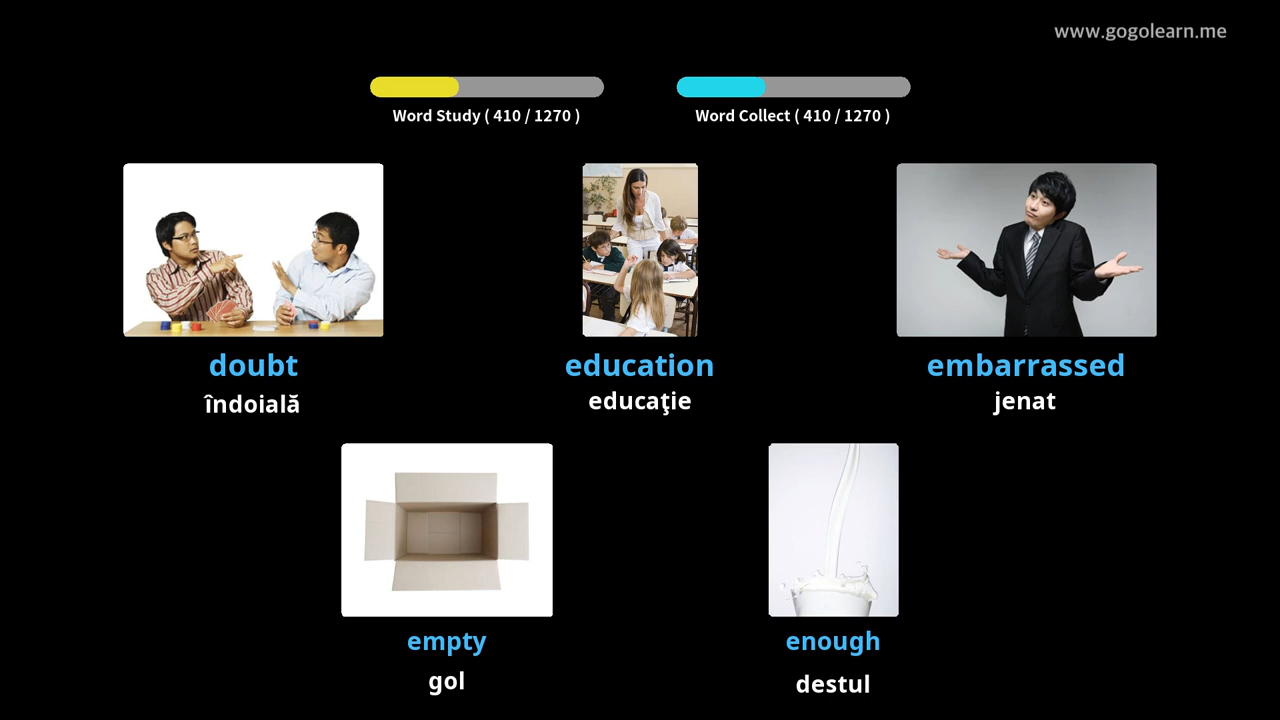 www.gogolearn.me
Word Study ( 410 / 1270 )
Word Collect ( 410 / 1270 )
doubt
îndoială
education
educaţie
embarrassed
jenat
empty
gol
enough
destul